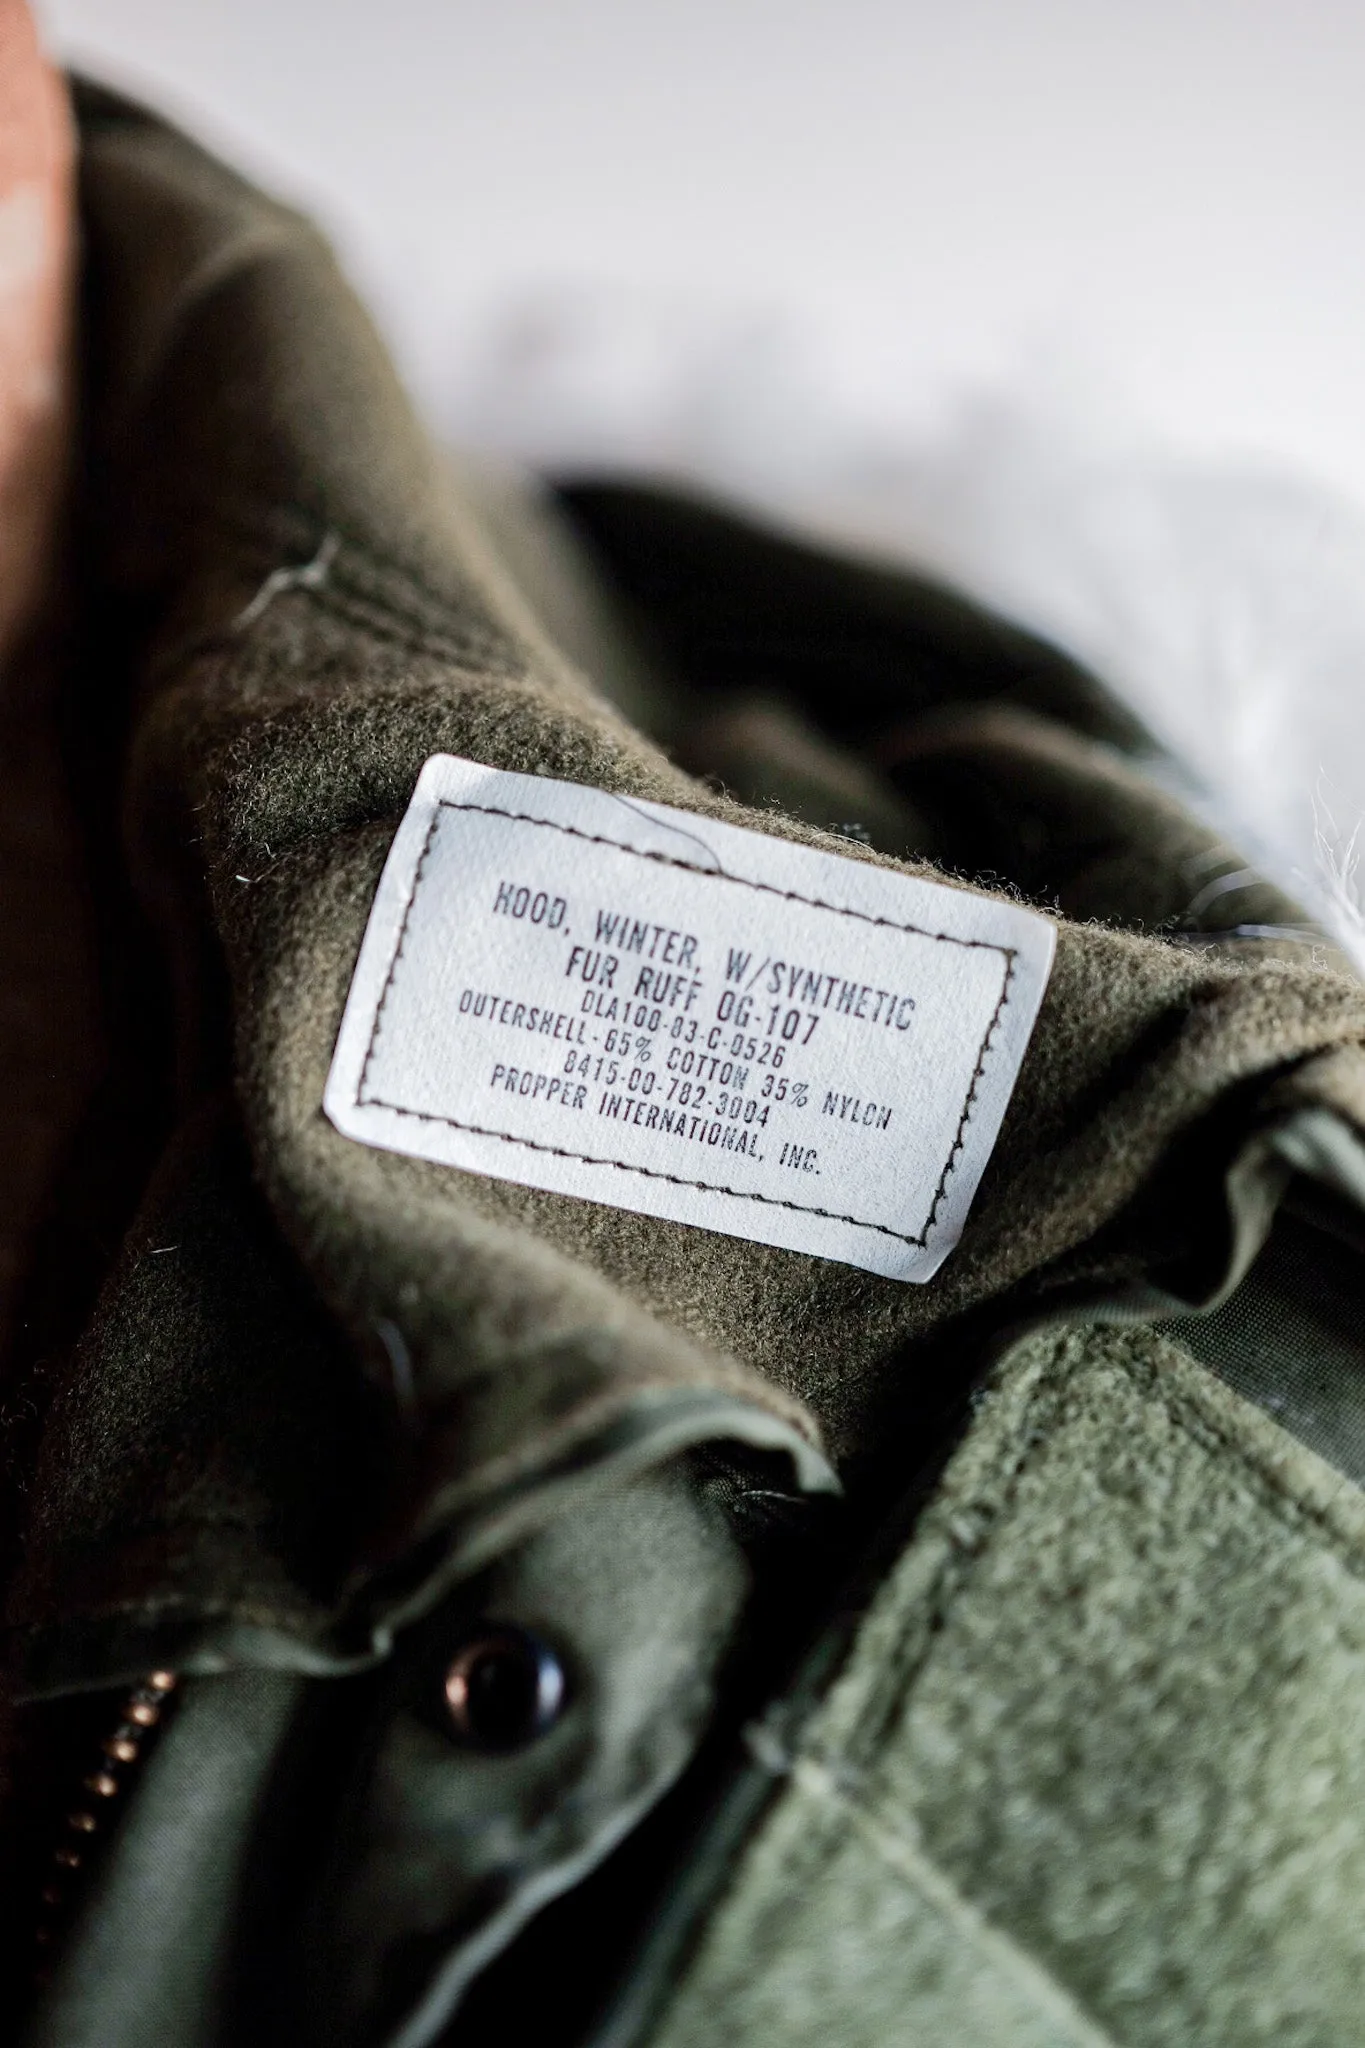 HOOD, WINTER, W/SYNTHETIC
FUR RUFF OG-107
DLA100-83-C-0526
OUTERSHELL-65% COTTON 35% NYLON
8415-00-782-3004
PROPPER INTERNATIONAL, INC.